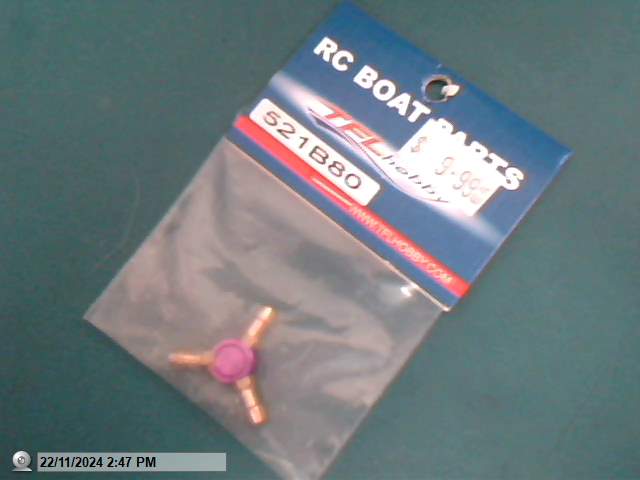 RC BOAT PARTS
TFL
hobby
$ 9.99
521B80
WWW.TFLHOBBY.COM
22/11/2024 2:47 PM